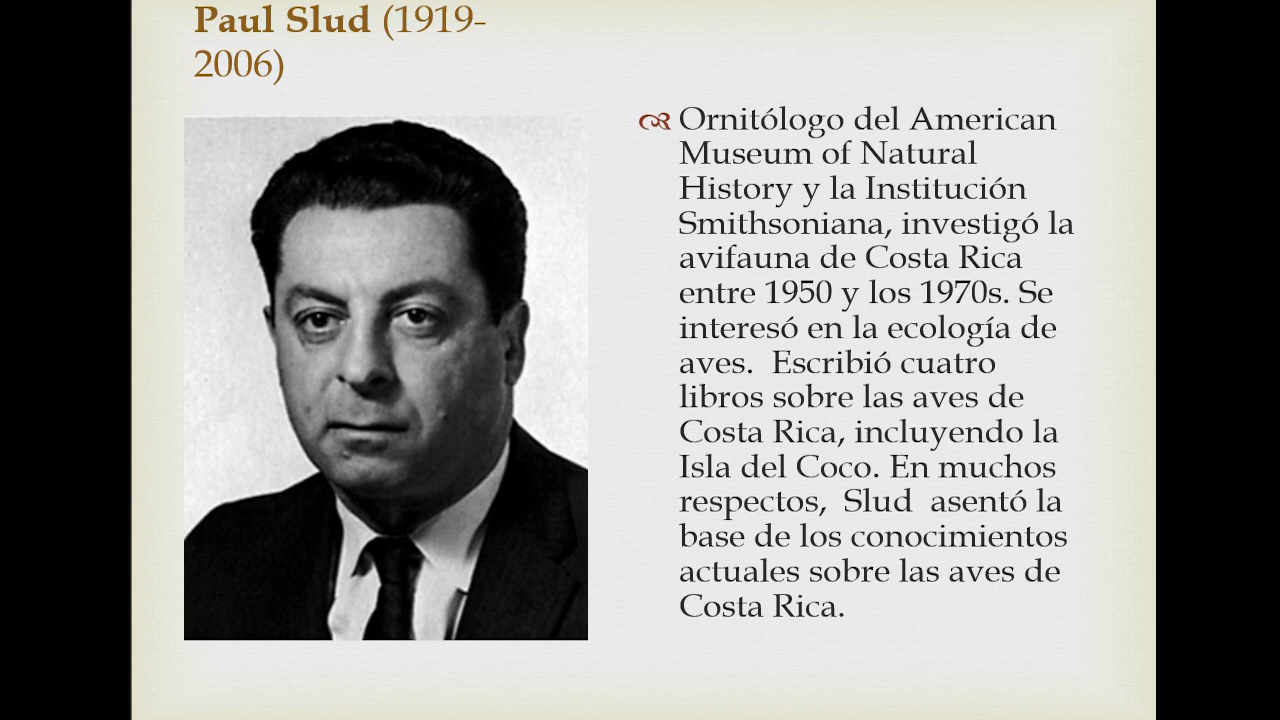 Paul Slud (1919-
2006)
Ornitólogo del American
Museum of Natural
History y la Institución
Smithsoniana, investigó la
avifauna de Costa Rica
entre 1950 y los 1970s. Se
interesó en la ecología de
aves.  Escribió cuatro
libros sobre las aves de
Costa Rica, incluyendo la
Isla del Coco. En muchos
respectos,  Slud  asentó la
base de los conocimientos
actuales sobre las aves de
Costa Rica.